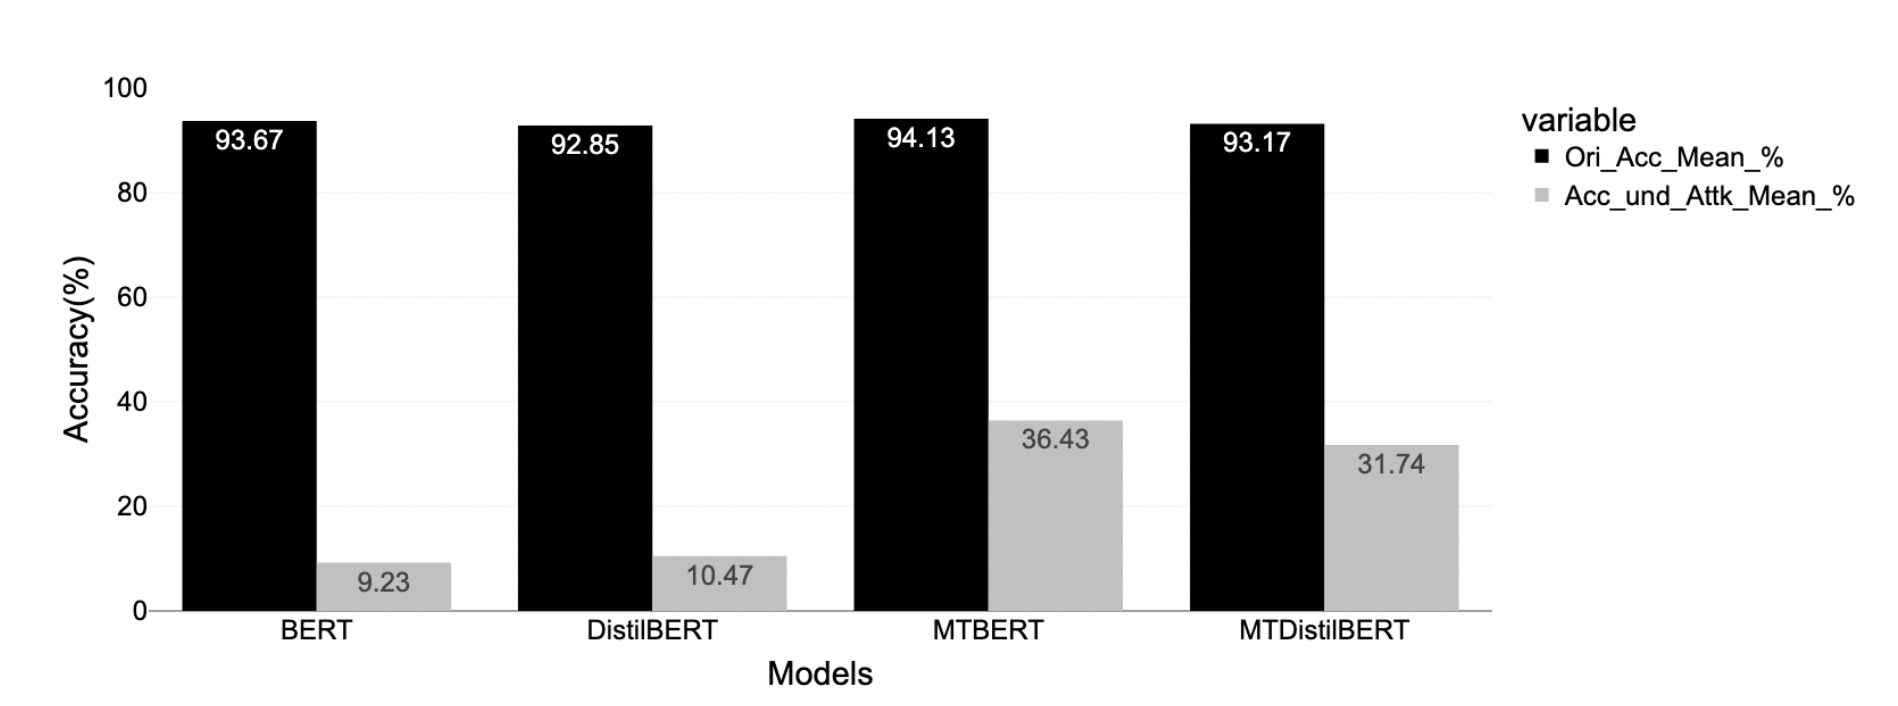 100
80
60
40
20
0
Accuracy(%)
93.67
9.23
92.85
10.47
94.13
36.43
93.17
31.74
BERT
DistilBERT
MTBERT
MTDistilBERT
Models
variable
Ori_Acc_Mean_%
Acc_und_Attk_Mean_%